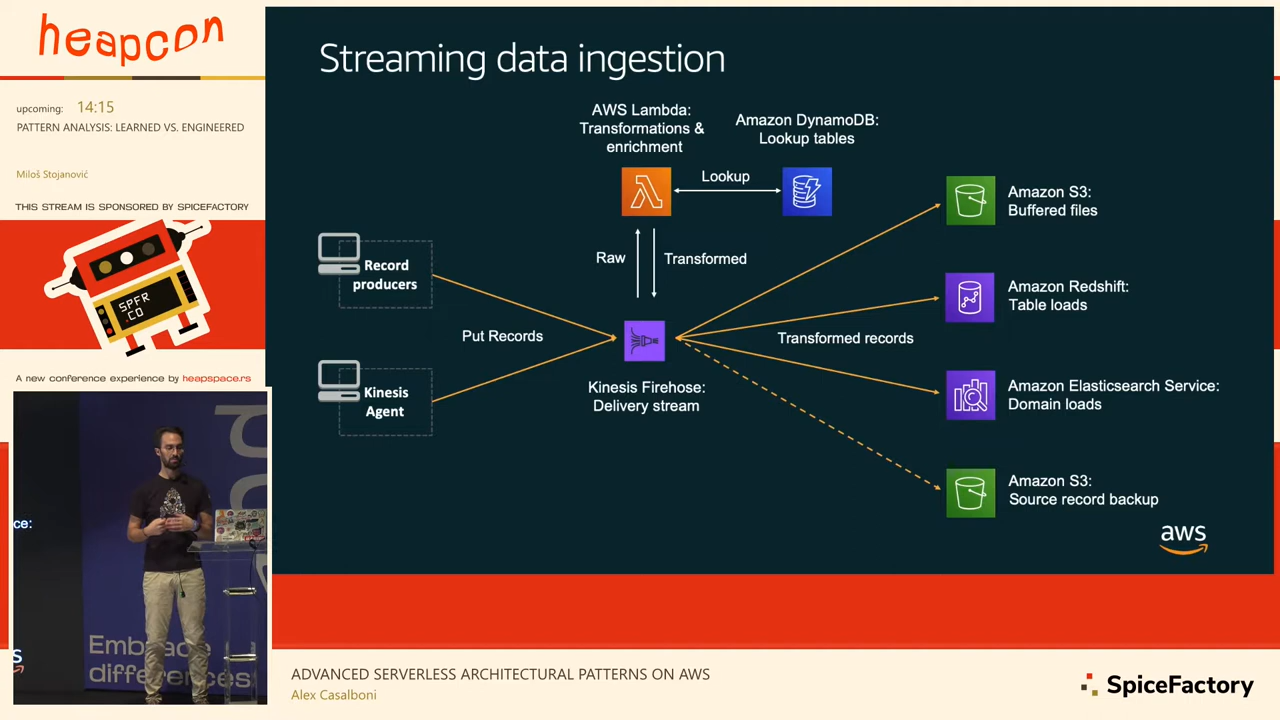 heapcon
upcoming: 14:15
PATTERN ANALYSIS: LEARNED VS. ENGINEERED
Miloš Stojanović
THIS STREAM IS SPONSORED BY SPICEFACTORY
SPFR
.CO
A new conference experience by heapspace.rs
Streaming data ingestion
AWS Lambda:
Transformations &
enrichment
Amazon DynamoDB:
Lookup tables
Lookup
Raw
Transformed
Record
producers
Kinesis
Agent
Put Records
Kinesis Firehose:
Delivery stream
Transformed records
Amazon S3:
Buffered files
Amazon Redshift:
Table loads
Amazon Elasticsearch Service:
Domain loads
Amazon S3:
Source record backup
aws
ce:
Embrace
differences
ADVANCED SERVERLESS ARCHITECTURAL PATTERNS ON AWS
Alex Casalboni
SpiceFactory